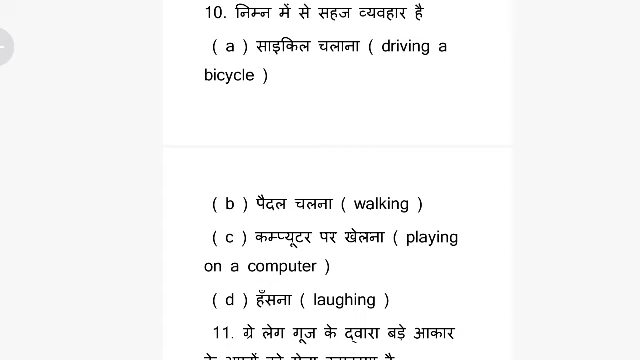 10. निम्न में से सहज व्यवहार है
( a ) साइकिल चलाना ( driving a
bicycle )
( b ) पैदल चलना ( walking )
( c ) कम्प्यूटर पर खेलना ( playing
on a computer )
( d ) हँसना ( laughing )
11. ग्रे लेग गूज के द्वारा बड़े आकार